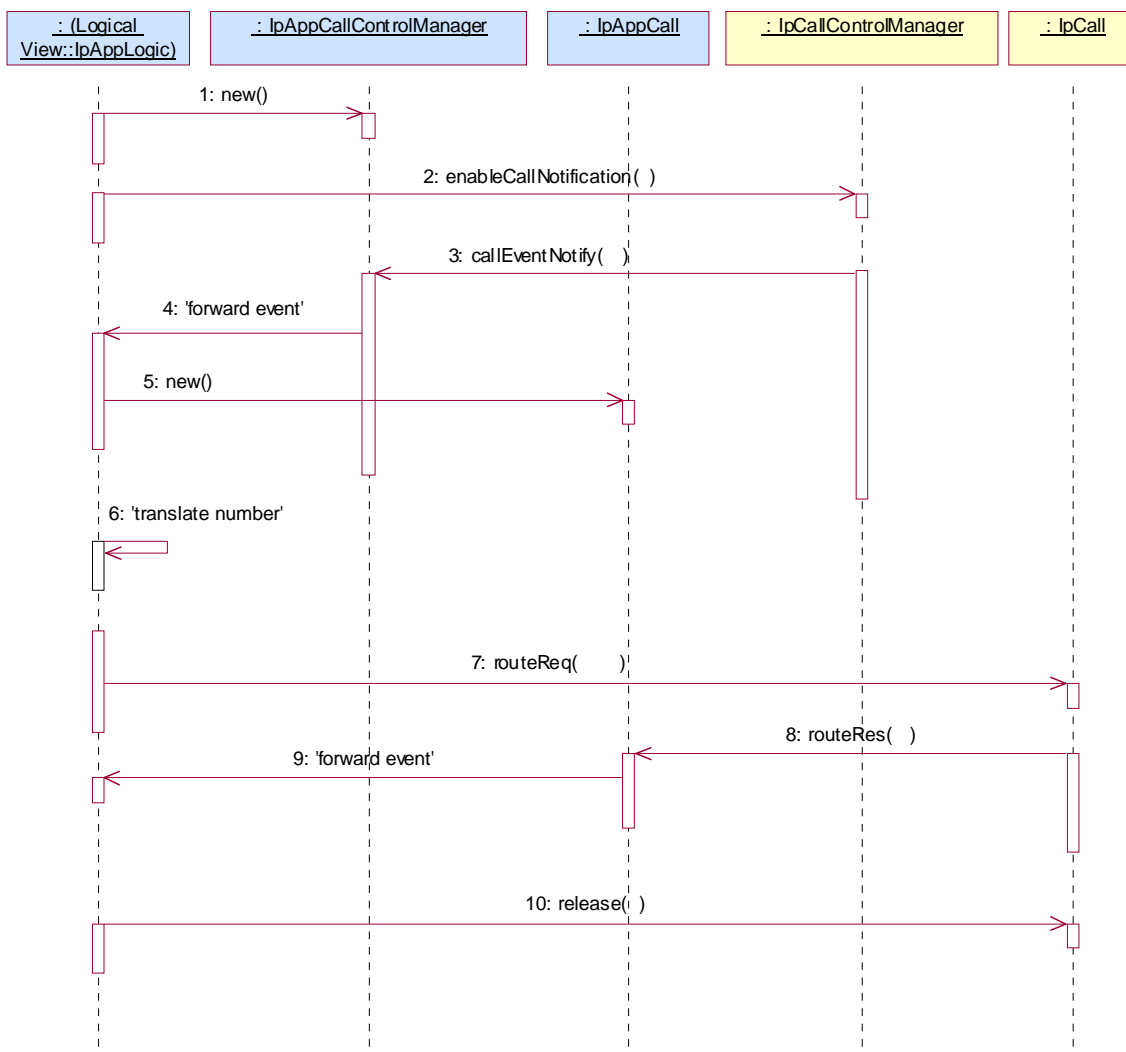 : (Logical
View::IpAppLogic)
: IpAppCallControlManager
: IpAppCall
: IpCallControlManager
: IpCall
1: new()
2: enableCallNotification( )
3: callEventNotify( )
4: 'forward event'
5: new()
6: 'translate number'
7: routeReq( )
8: routeRes( )
9: 'forward event'
10: release( )